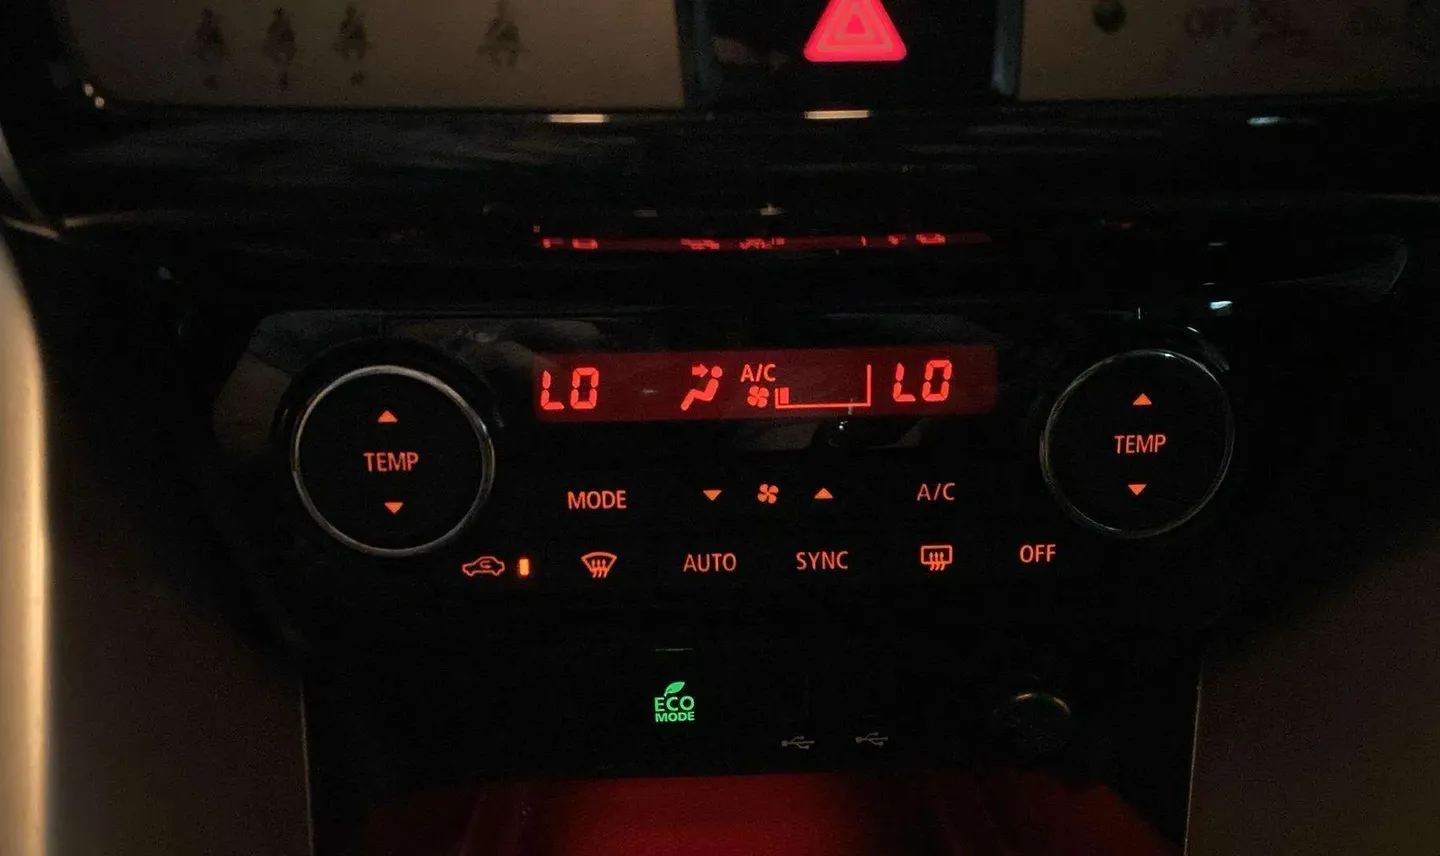 LO A/C LO
TEMP
TEMP
MODE
A/C
AUTO
SYNC
OFF
ECO
MODE